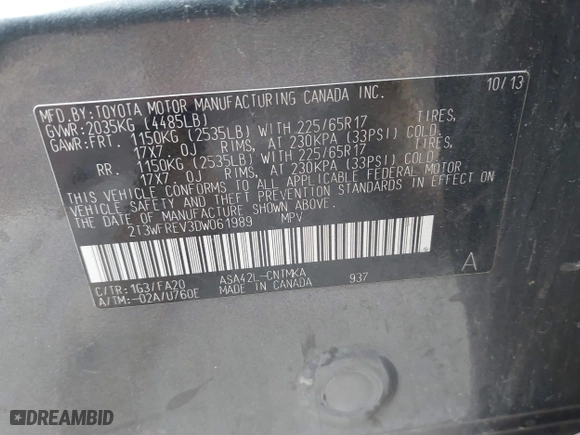 MFD.BY:TOYOTA MOTOR MANUFACTURING CANADA INC. 10/13
GVWR:2035KG (4485LB)
GAWR:FRT. 1150KG (2535LB) WITH 225/65R17 TIRES,
17X7 0J RIMS, AT 230KPA (33PSI) COLD.
RR. 1150KG (2535LB) WITH 225/65R17 TIRES,
17X7 0J RIMS, AT 230KPA (33PSI) COLD.
THIS VEHICLE CONFORMS TO ALL APPLICABLE FEDERAL MOTOR
VEHICLE SAFETY AND THEFT PREVENTION STANDARDS IN EFFECT ON
THE DATE OF MANUFACTURE SHOWN ABOVE.
2T3WFREV3DW061989 MPV
C/TR:1G3/FA20 ASA42L-CNTMKA A
A/TM:-02A/U760E MADE IN CANADA 937
DREAMBID